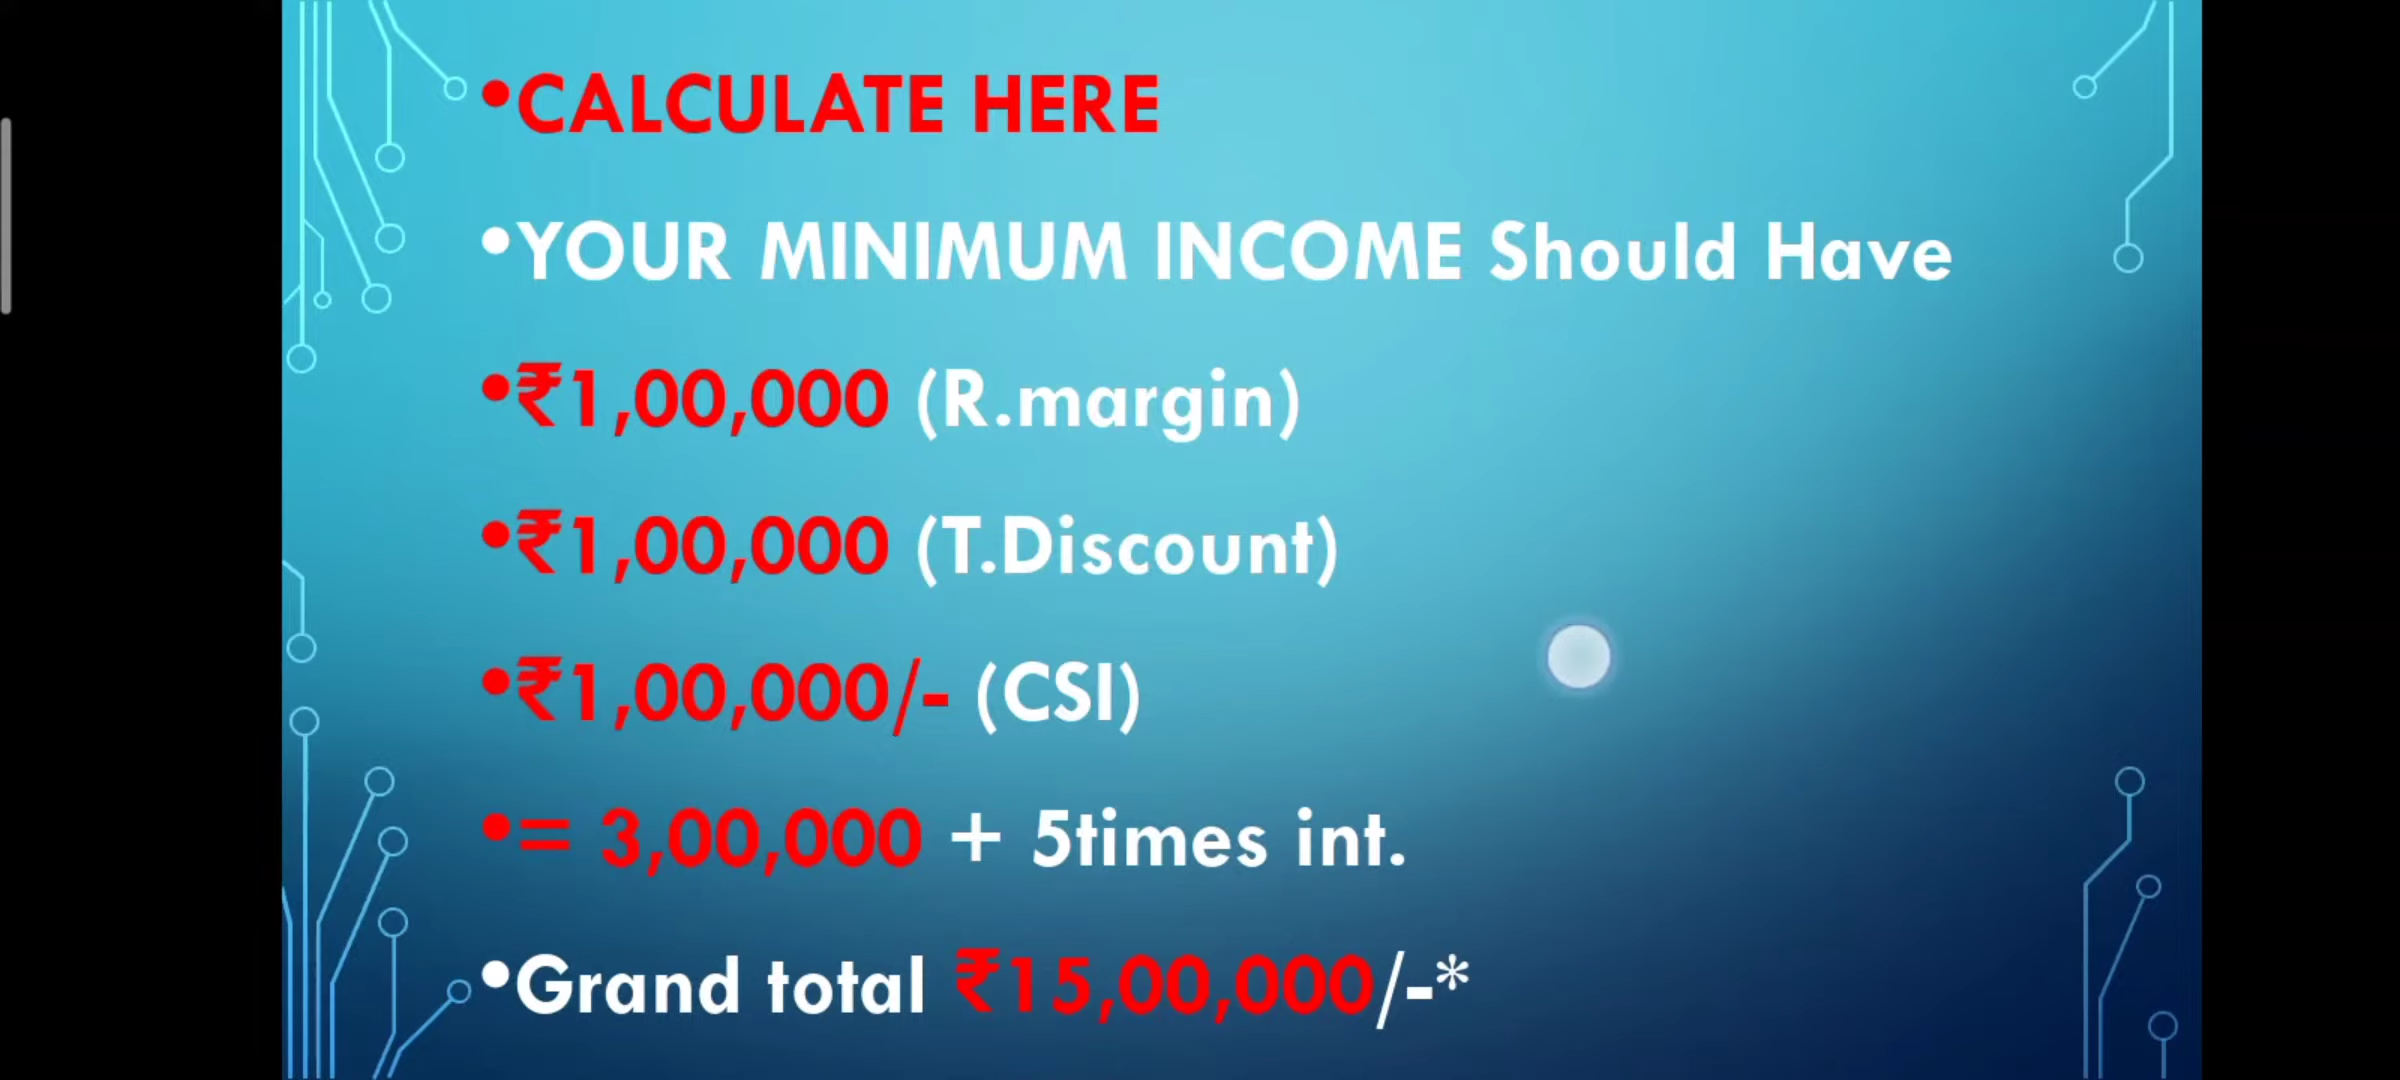 •CALCULATE HERE
•YOUR MINIMUM INCOME Should Have
•₹1,00,000 (R.margin)
•₹1,00,000 (T.Discount)
•₹1,00,000/- (CSI)
•= 3,00,000 + 5times int.
•Grand total ₹15,00,000/-*